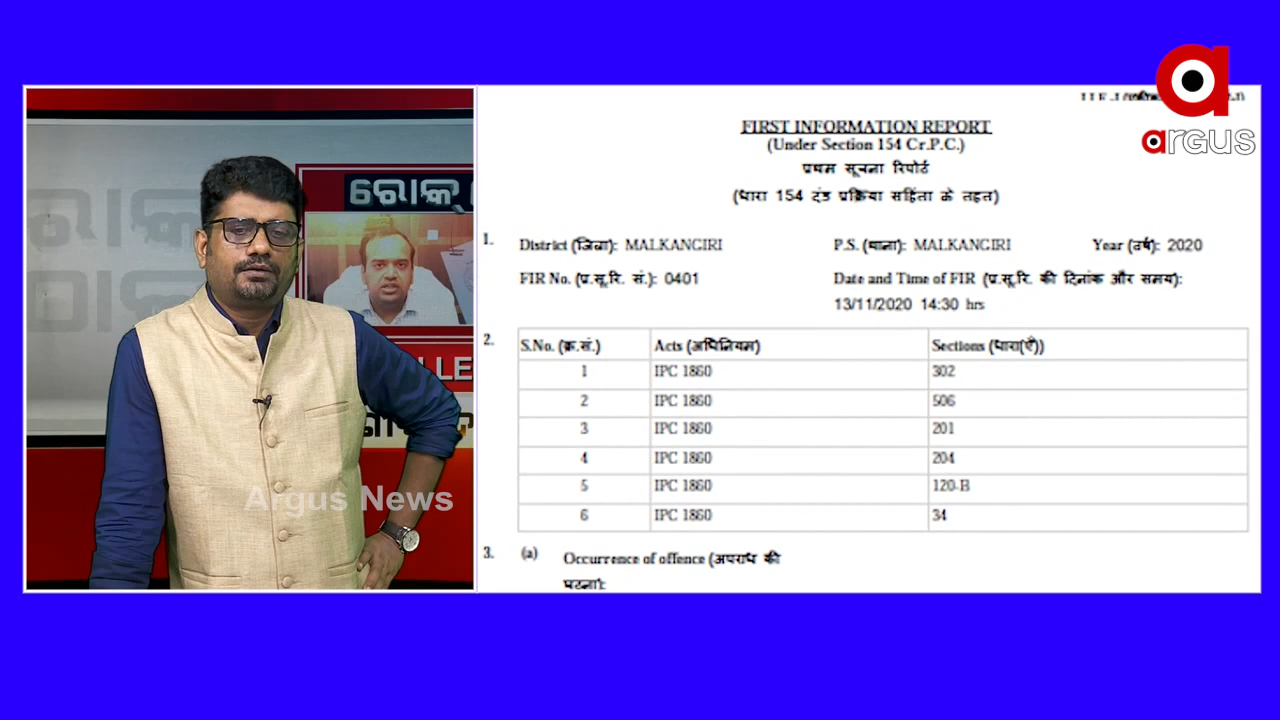 argus
ରୋକ୍
ରୋକ୍
ଠୋକ୍
LLE
Argus News
FIRST INFORMATION REPORT
(Under Section 154 Cr.P.C.)
प्रथम सूचना रिपोर्ट
(धारा 154 दंड प्रक्रिया संहिता के तहत)
1. District (जिला): MALKANGIRI P.S. (थाना): MALKANGIRI Year (वर्ष): 2020
FIR No. (प्र.सू.रि. सं.): 0401 Date and Time of FIR (प्र.सू.रि. की दिनांक और समय):
13/11/2020 14:30 hrs
2. S.No. (क्र.सं.) Acts (अधिनियम) Sections (धारा(एँ))
1 IPC 1860 302
2 IPC 1860 506
3 IPC 1860 201
4 IPC 1860 204
5 IPC 1860 120-B
6 IPC 1860 34
3. (a) Occurrence of offence (अपराध की
घटना):